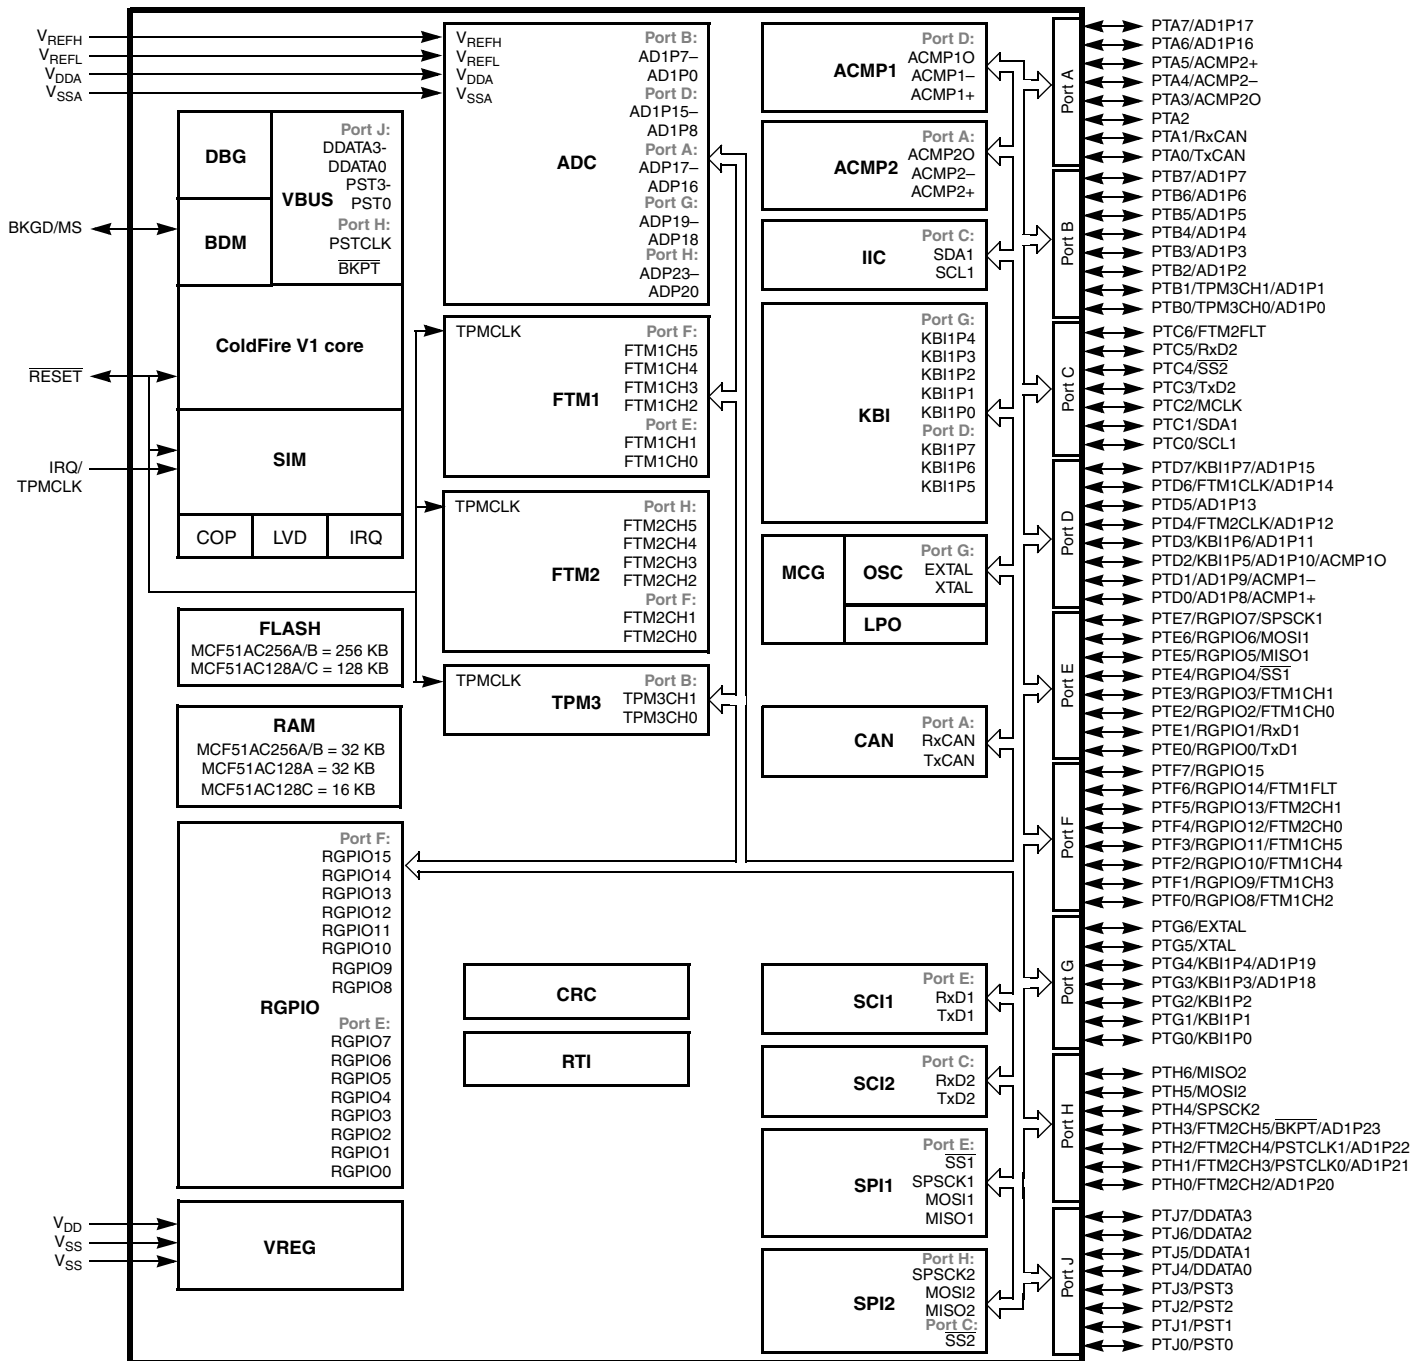 VREFH
VREFL
VDDA
VSSA
BKGD/MS
RESET
IRQ/
TPMCLK
VDD
VSS
VSS
DBG
BDM
VBUS
Port J:
DDATA3-
DDATA0
PST3-
PST0
Port H:
PSTCLK
BKPT
ColdFire V1 core
SIM
COP
LVD
IRQ
FLASH
MCF51AC256A/B = 256 KB
MCF51AC128A/C = 128 KB
RAM
MCF51AC256A/B = 32 KB
MCF51AC128A = 32 KB
MCF51AC128C = 16 KB
RGPIO
Port F:
RGPIO15
RGPIO14
RGPIO13
RGPIO12
RGPIO11
RGPIO10
RGPIO9
RGPIO8
Port E:
RGPIO7
RGPIO6
RGPIO5
RGPIO4
RGPIO3
RGPIO2
RGPIO1
RGPIO0
VREG
VREFH
VREFL
VDDA
VSSA
ADC
Port B:
AD1P7–
AD1P0
Port D:
AD1P15–
AD1P8
Port A:
ADP17–
ADP16
Port G:
ADP19–
ADP18
Port H:
ADP23–
ADP20
TPMCLK
FTM1
Port F:
FTM1CH5
FTM1CH4
FTM1CH3
FTM1CH2
Port E:
FTM1CH1
FTM1CH0
TPMCLK
FTM2
Port H:
FTM2CH5
FTM2CH4
FTM2CH3
FTM2CH2
Port F:
FTM2CH1
FTM2CH0
TPMCLK
TPM3
Port B:
TPM3CH1
TPM3CH0
CRC
RTI
ACMP1
Port D:
ACMP1O
ACMP1–
ACMP1+
ACMP2
Port A:
ACMP2O
ACMP2–
ACMP2+
IIC
Port C:
SDA1
SCL1
KBI
Port G:
KBI1P4
KBI1P3
KBI1P2
KBI1P1
KBI1P0
Port D:
KBI1P7
KBI1P6
KBI1P5
MCG
OSC
Port G:
EXTAL
XTAL
LPO
CAN
Port A:
RxCAN
TxCAN
SCI1
Port E:
RxD1
TxD1
SCI2
Port C:
RxD2
TxD2
SPI1
Port E:
SS1
SPSCK1
MOSI1
MISO1
SPI2
Port H:
SPSCK2
MOSI2
MISO2
Port C:
SS2
Port A
PTA7/AD1P17
PTA6/AD1P16
PTA5/ACMP2+
PTA4/ACMP2–
PTA3/ACMP2O
PTA2
PTA1/RxCAN
PTA0/TxCAN
Port B
PTB7/AD1P7
PTB6/AD1P6
PTB5/AD1P5
PTB4/AD1P4
PTB3/AD1P3
PTB2/AD1P2
PTB1/TPM3CH1/AD1P1
PTB0/TPM3CH0/AD1P0
Port C
PTC6/FTM2FLT
PTC5/RxD2
PTC4/SS2
PTC3/TxD2
PTC2/MCLK
PTC1/SDA1
PTC0/SCL1
Port D
PTD7/KBI1P7/AD1P15
PTD6/FTM1CLK/AD1P14
PTD5/AD1P13
PTD4/FTM2CLK/AD1P12
PTD3/KBI1P6/AD1P11
PTD2/KBI1P5/AD1P10/ACMP1O
PTD1/AD1P9/ACMP1–
PTD0/AD1P8/ACMP1+
Port E
PTE7/RGPIO7/SPSCK1
PTE6/RGPIO6/MOSI1
PTE5/RGPIO5/MISO1
PTE4/RGPIO4/SS1
PTE3/RGPIO3/FTM1CH1
PTE2/RGPIO2/FTM1CH0
PTE1/RGPIO1/RxD1
PTE0/RGPIO0/TxD1
Port F
PTF7/RGPIO15
PTF6/RGPIO14/FTM1FLT
PTF5/RGPIO13/FTM2CH1
PTF4/RGPIO12/FTM2CH0
PTF3/RGPIO11/FTM1CH5
PTF2/RGPIO10/FTM1CH4
PTF1/RGPIO9/FTM1CH3
PTF0/RGPIO8/FTM1CH2
Port G
PTG6/EXTAL
PTG5/XTAL
PTG4/KBI1P4/AD1P19
PTG3/KBI1P3/AD1P18
PTG2/KBI1P2
PTG1/KBI1P1
PTG0/KBI1P0
Port H
PTH6/MISO2
PTH5/MOSI2
PTH4/SPSCK2
PTH3/FTM2CH5/BKPT/AD1P23
PTH2/FTM2CH4/PSTCLK1/AD1P22
PTH1/FTM2CH3/PSTCLK0/AD1P21
PTH0/FTM2CH2/AD1P20
Port J
PTJ7/DDATA3
PTJ6/DDATA2
PTJ5/DDATA1
PTJ4/DDATA0
PTJ3/PST3
PTJ2/PST2
PTJ1/PST1
PTJ0/PST0